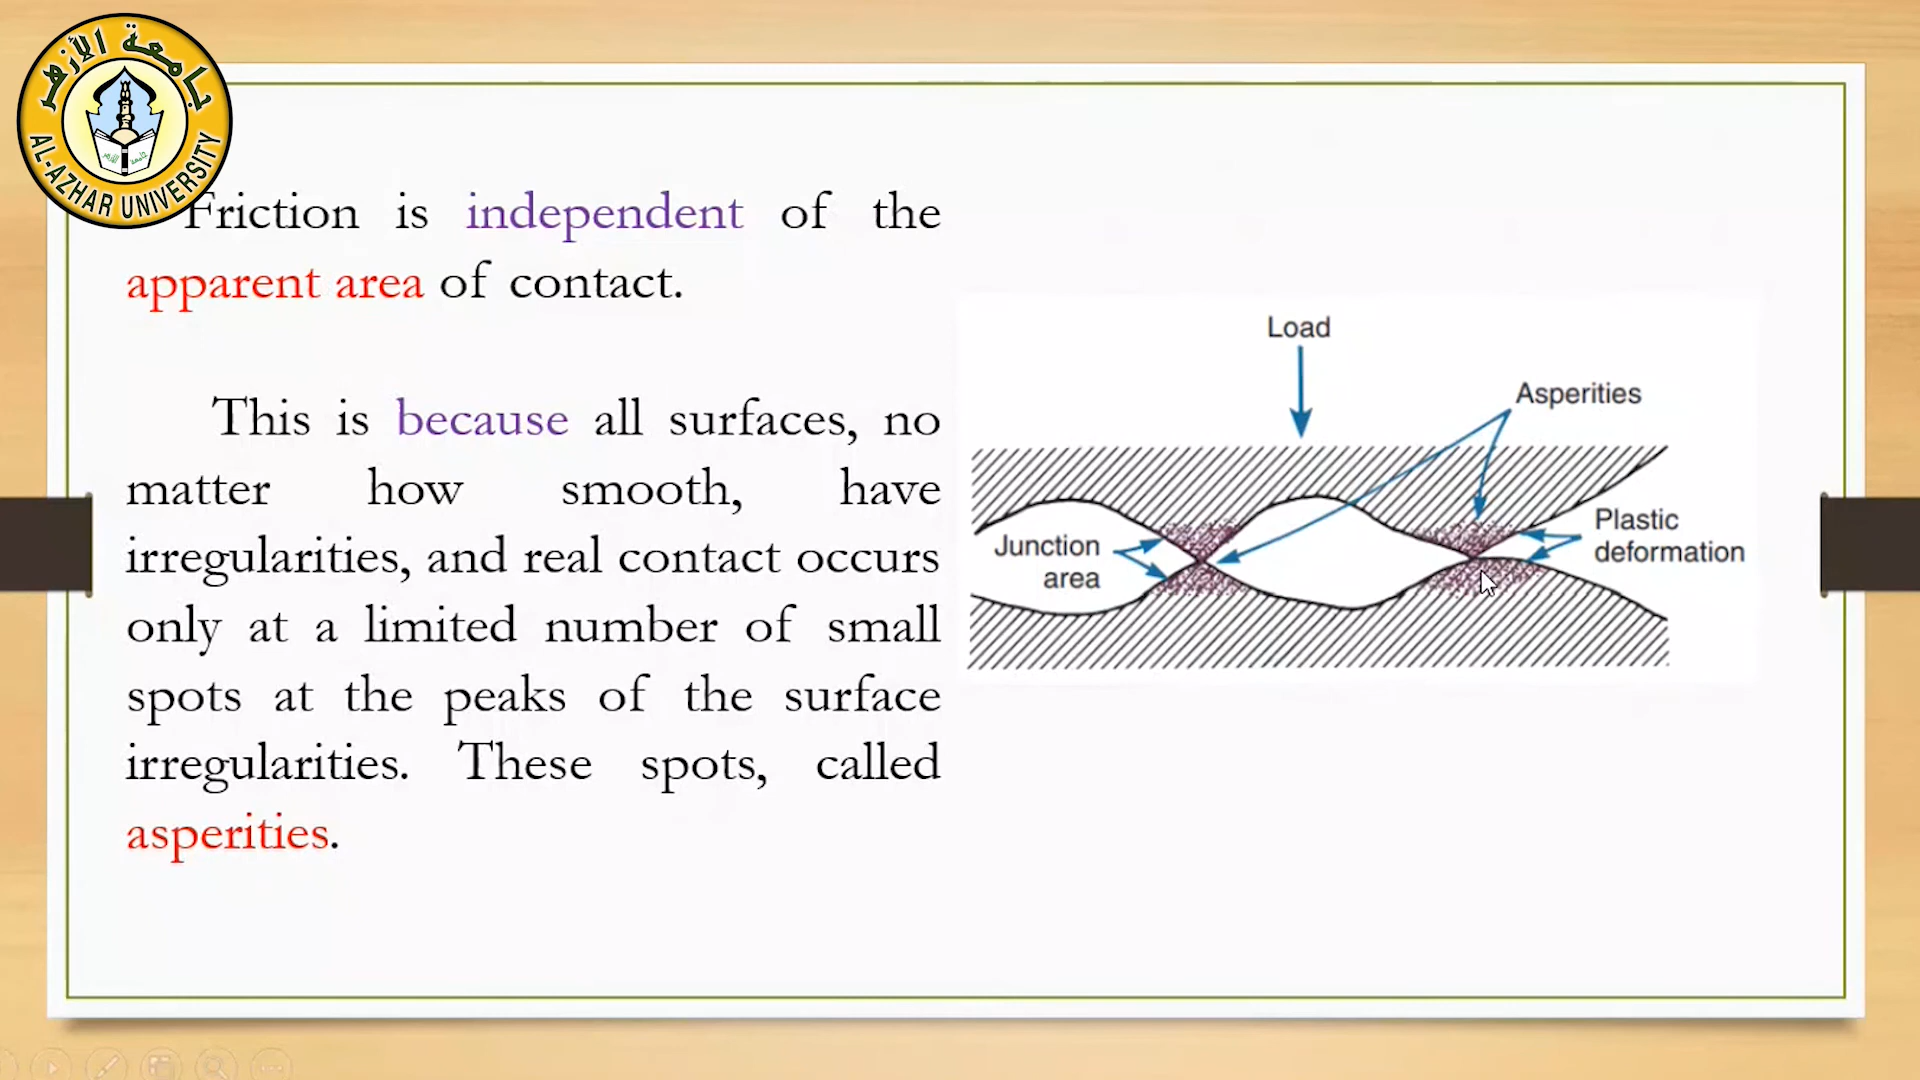 جامعة الأزهر
AL-AZHAR UNIVERSITY
Friction is independent of the
apparent area of contact.
This is because all surfaces, no
matter how smooth, have
irregularities, and real contact occurs
only at a limited number of small
spots at the peaks of the surface
irregularities. These spots, called
asperities.
Load
Asperities
Junction
area
Plastic
deformation